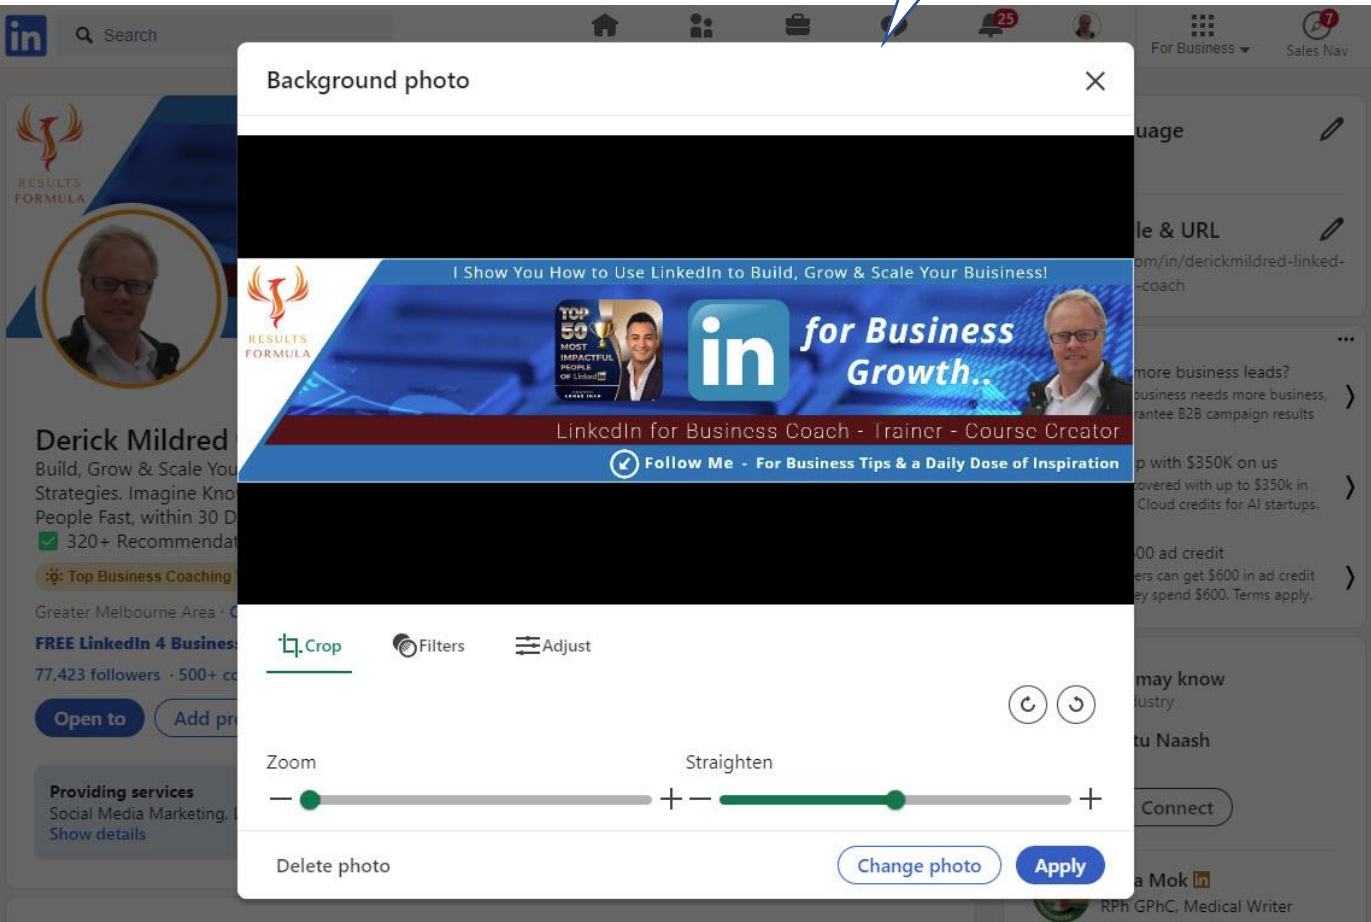 in
Search
25
For Business
7
Sales Nav
Background photo
RESULTS
FORMULA
I Show You How to Use LinkedIn to Build, Grow & Scale Your Buisiness!
RESULTS
FORMULA
TOP
50
MOST
IMPACTFUL
PEOPLE
OF Linked in
in
for Business
Growth..
LinkedIn for Business Coach - Trainer - Course Creator
Follow Me - For Business Tips & a Daily Dose of Inspiration
Derick Mildred
Build, Grow & Scale You
Strategies. Imagine Kno
People Fast, within 30 D
320+ Recommendat
Top Business Coaching
Greater Melbourne Area ·
FREE LinkedIn 4 Busines
77,423 followers · 500+ co
Open to
Add pr
Providing services
Social Media Marketing,
Show details
Crop
Filters
Adjust
Zoom
Straighten
Delete photo
Change photo
Apply
uage
le & URL
om/in/derickmildred-linked-
-coach
more business leads?
business needs more business,
rantee B2B campaign results
p with $350K on us
covered with up to $350k in
Cloud credits for AI startups.
00 ad credit
ers can get $600 in ad credit
ey spend $600. Terms apply.
may know
dustry
tu Naash
Connect
a Mok in
RPh GPhC, Medical Writer